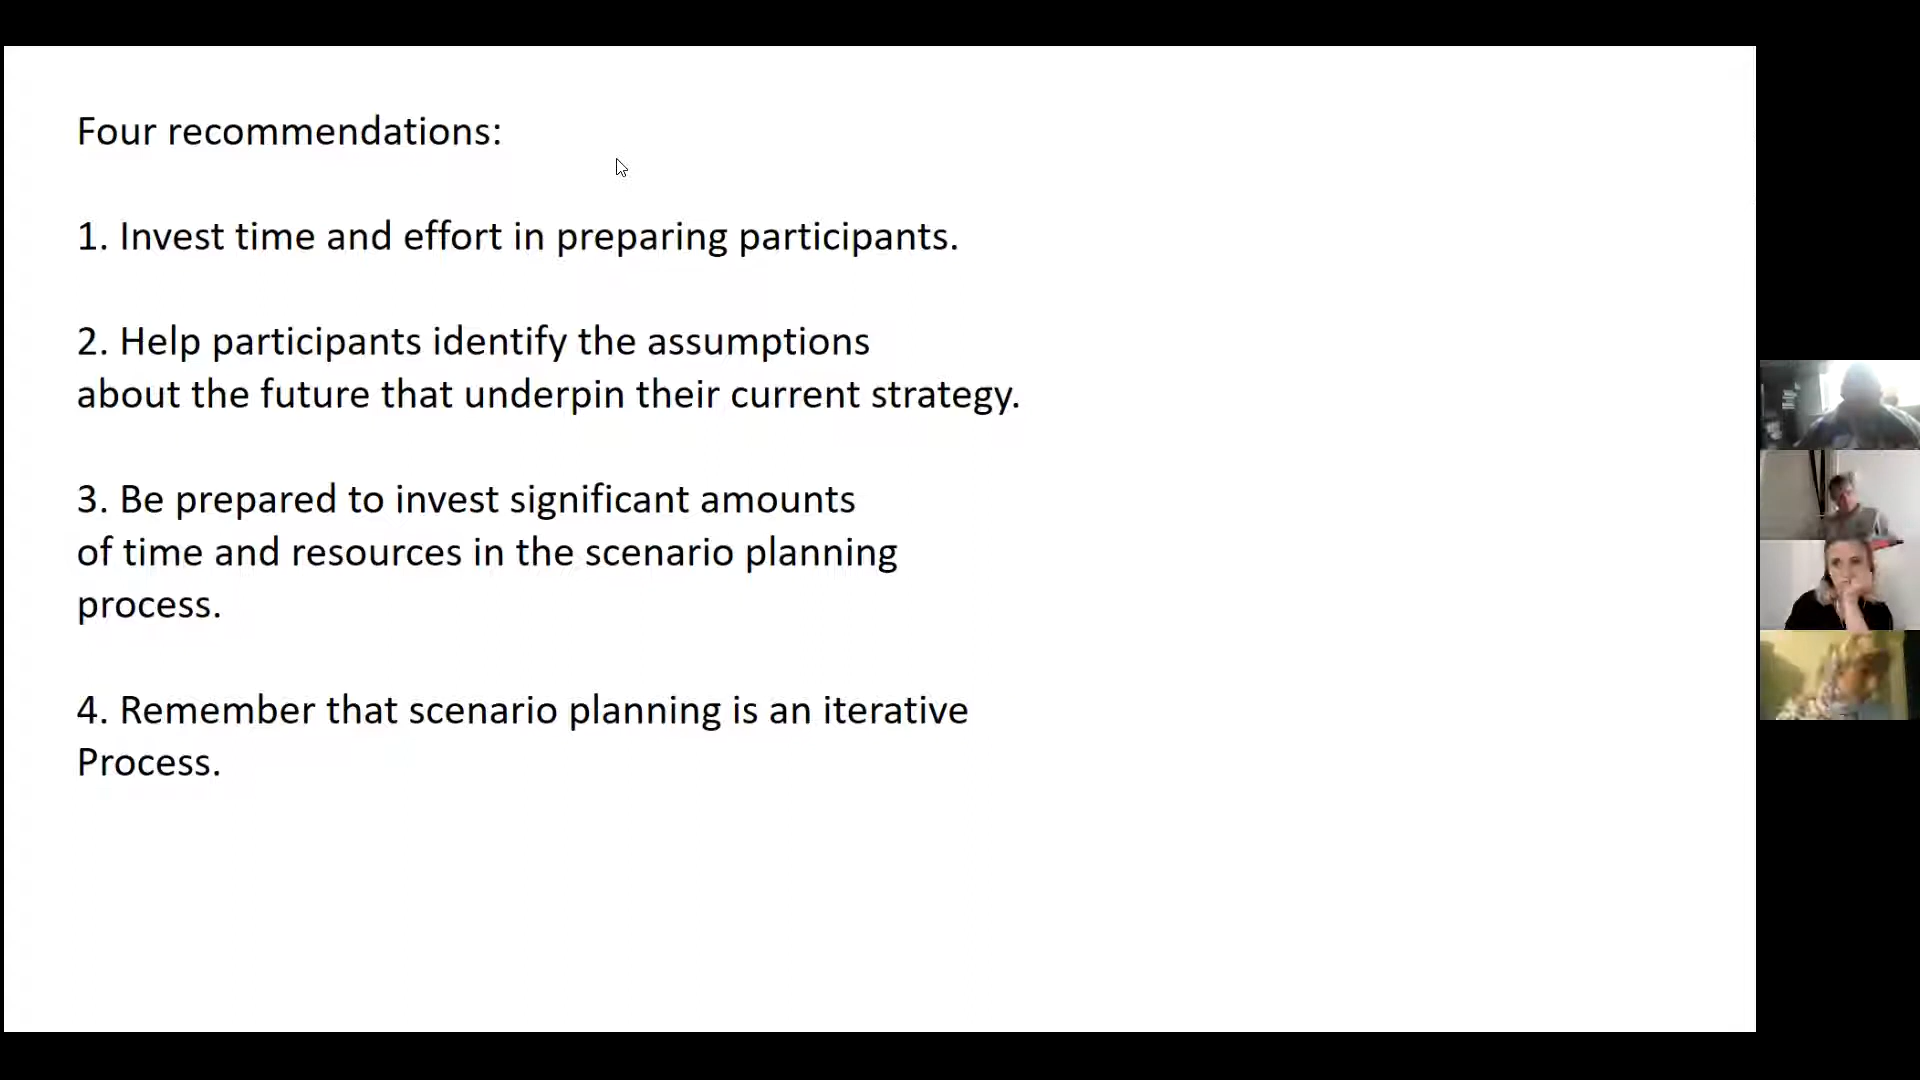 Four recommendations:
1. Invest time and effort in preparing participants.
2. Help participants identify the assumptions
about the future that underpin their current strategy.
3. Be prepared to invest significant amounts
of time and resources in the scenario planning
process.
4. Remember that scenario planning is an iterative
Process.